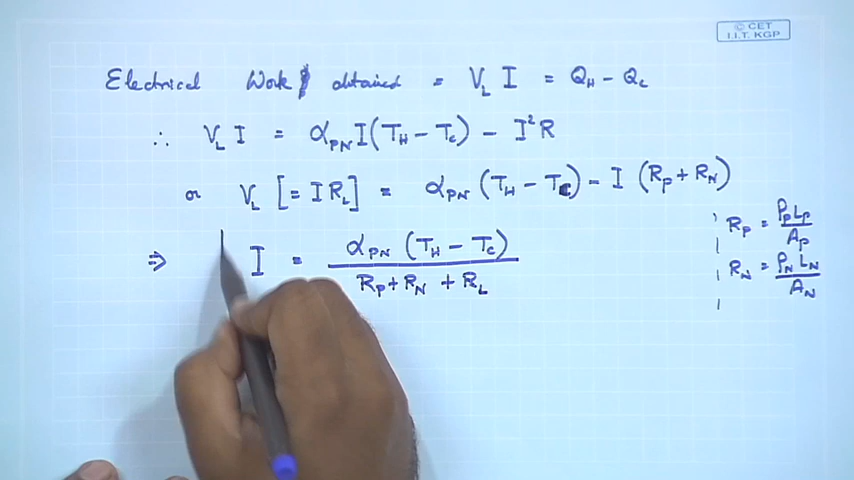 © CET
I.I.T. KGP
Electrical Work obtained = V_L I = Q_H - Q_C
∴ V_L I = α_PN I (T_H - T_C) - I² R
or V_L [= I R_L] = α_PN (T_H - T_C) - I (R_P + R_N)
R_P = ρ_P L_P / A_P
⇒ I = α_PN (T_H - T_C) / R_P + R_N + R_L
R_N = ρ_N L_N / A_N